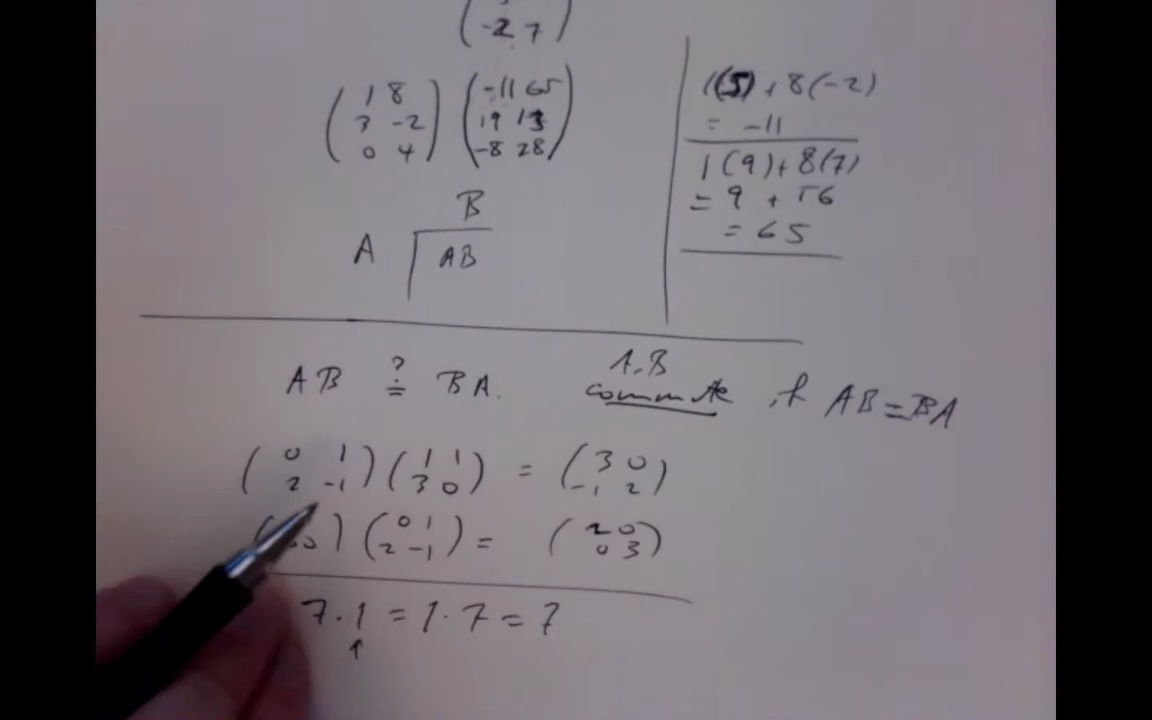 (-2 7)
(1 8
3 -2
0 4) (-11 65
19 13
-8 28)
B
A AB
1(5) + 8(-2)
= -11
1(9) + 8(7)
= 9 + 56
= 65
AB ?= BA.
A,B
commute if AB = BA
(0 1
2 -1) (1 1
3 0) = (3 0
-1 2)
(0 1
2 -1) = (2 0
0 3)
7·1 = 1·7 = 7
↑